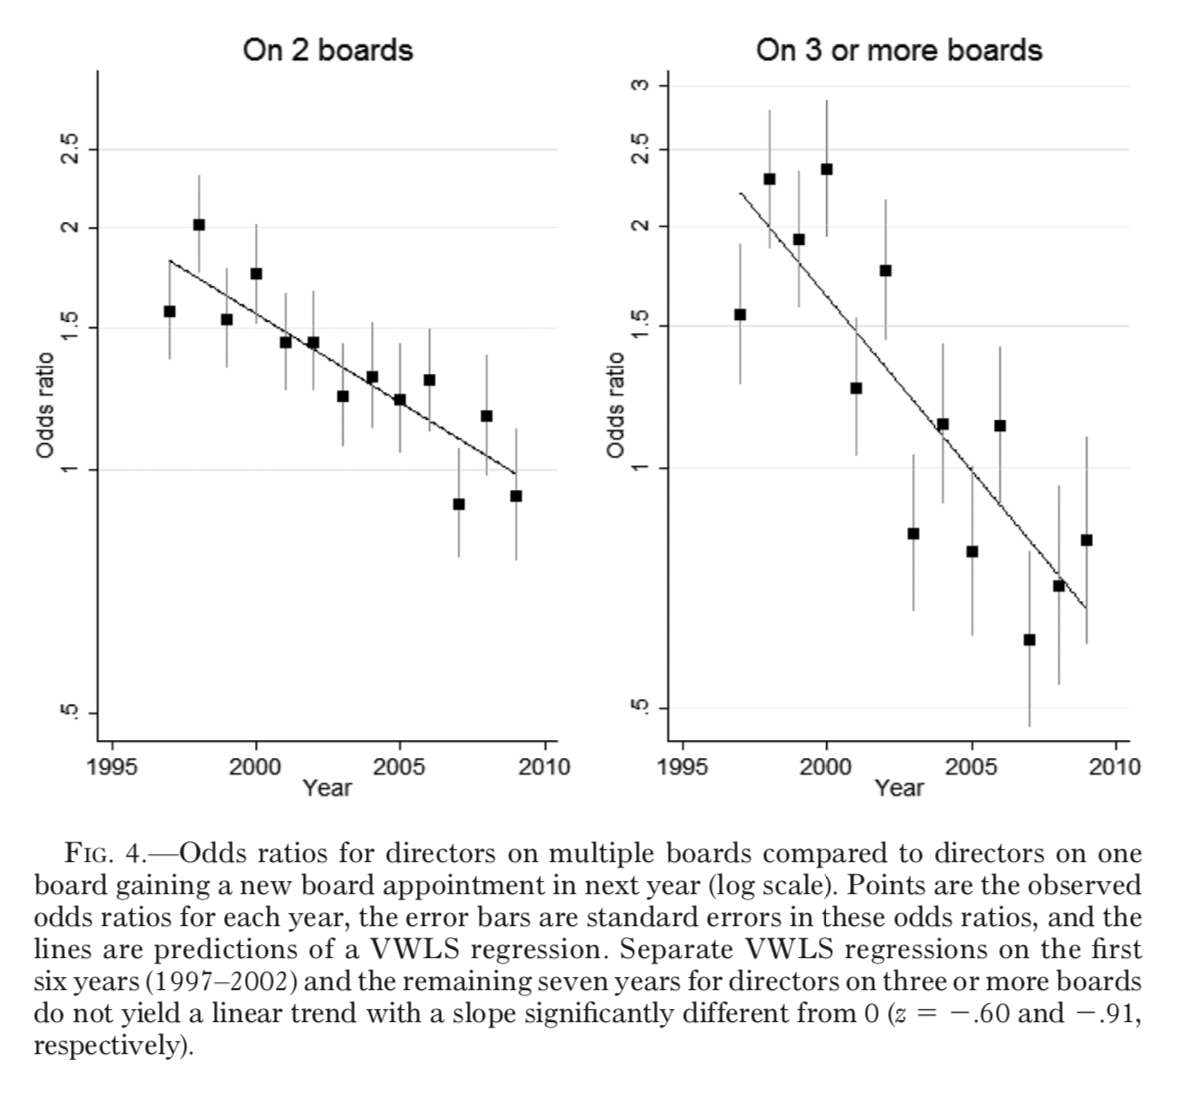 On 2 boards
2.5
2
1.5
1
.5
Odds ratio
1995
2000
2005
2010
Year
On 3 or more boards
3
2.5
2
1.5
1
.5
Odds ratio
1995
2000
2005
2010
Year
FIG. 4.—Odds ratios for directors on multiple boards compared to directors on one
board gaining a new board appointment in next year (log scale). Points are the observed
odds ratios for each year, the error bars are standard errors in these odds ratios, and the
lines are predictions of a VWLS regression. Separate VWLS regressions on the first
six years (1997–2002) and the remaining seven years for directors on three or more boards
do not yield a linear trend with a slope significantly different from 0 (z = −.60 and −.91,
respectively).